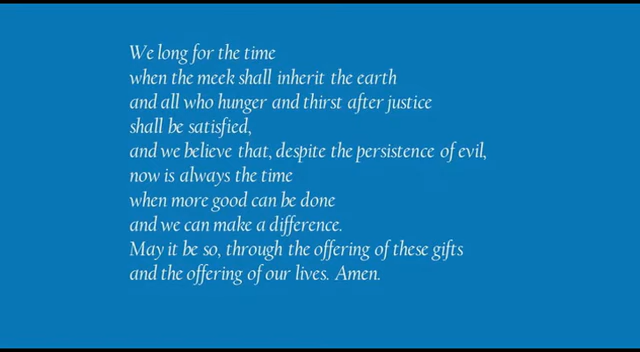 We long for the time
when the meek shall inherit the earth
and all who hunger and thirst after justice
shall be satisfied,
and we believe that, despite the persistence of evil,
now is always the time
when more good can be done
and we can make a difference.
May it be so, through the offering of these gifts
and the offering of our lives. Amen.